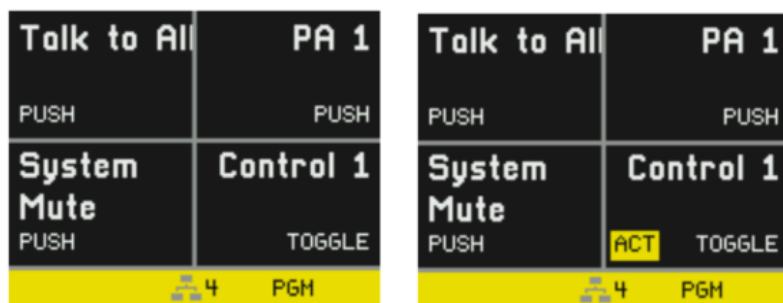 Talk to All PA 1
PUSH PUSH
System Control 1
Mute
PUSH TOGGLE
4 PGM
Talk to All PA 1
PUSH PUSH
System Control 1
Mute
PUSH ACT TOGGLE
4 PGM